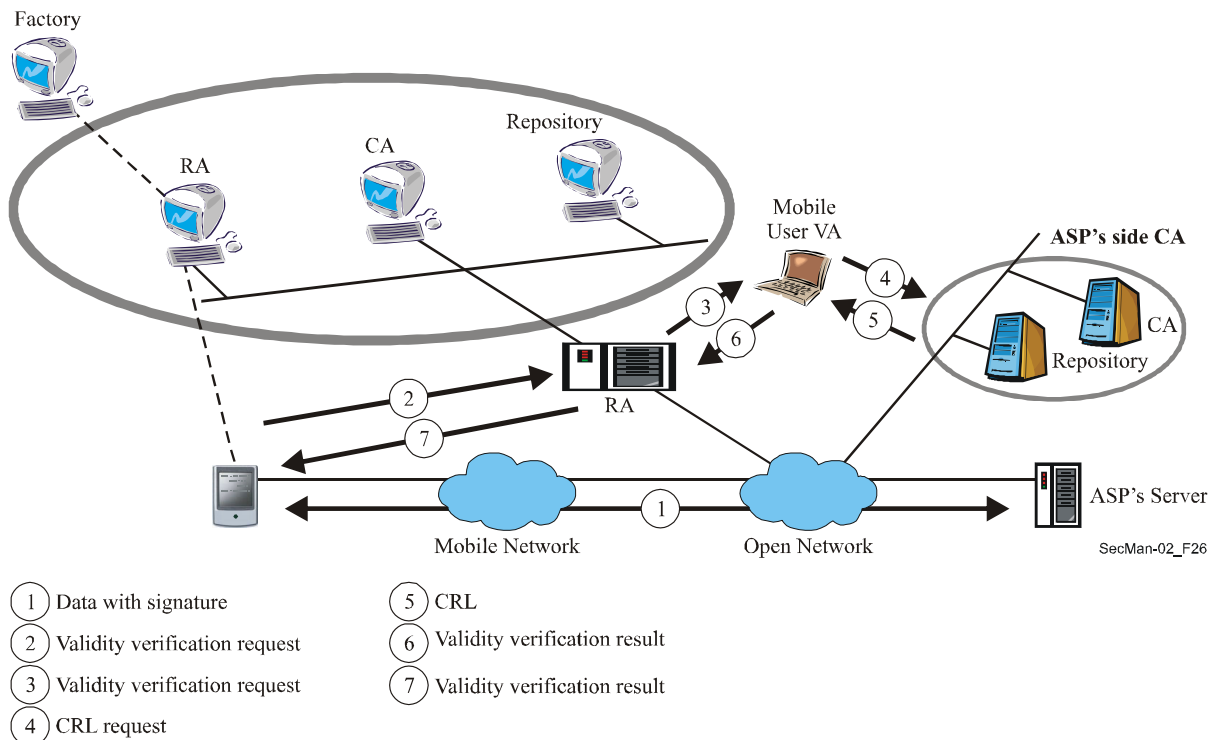 Factory
RA
CA
Repository
Mobile
User VA
ASP's side CA
4
3
5
6
CA
Repository
RA
2
7
1
ASP's Server
Mobile Network
Open Network
SecMan-02_F26
1 Data with signature
2 Validity verification request
3 Validity verification request
4 CRL request
5 CRL
6 Validity verification result
7 Validity verification result